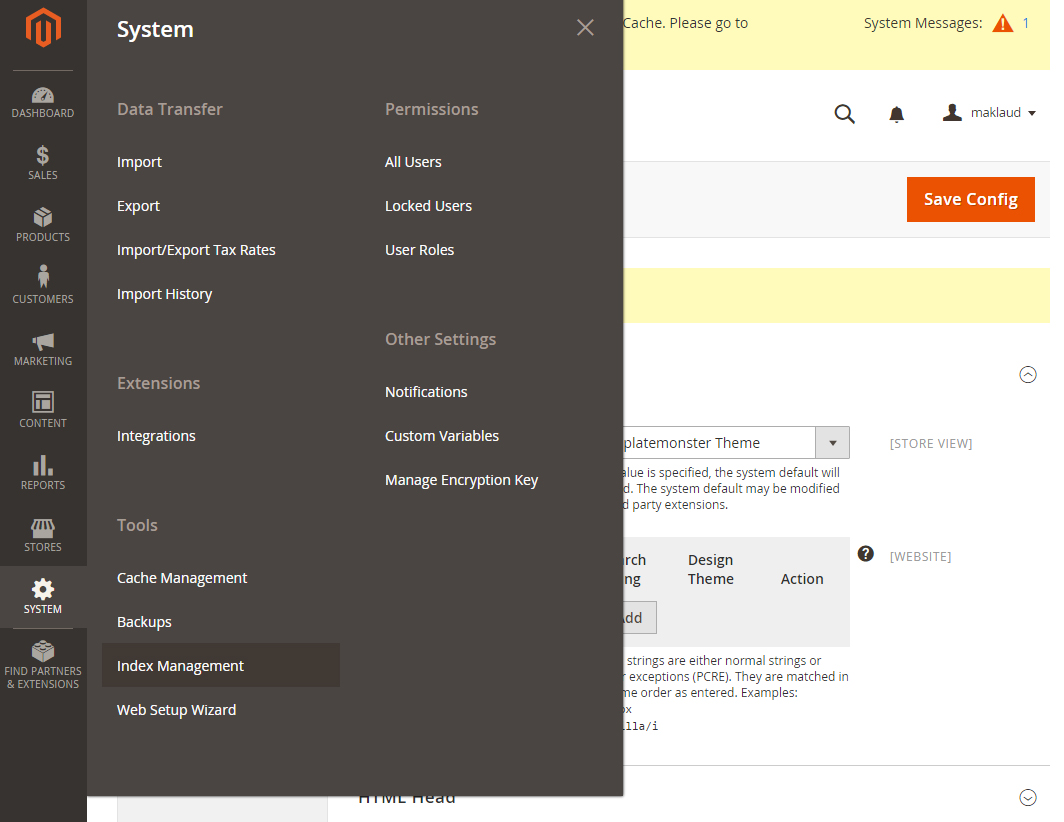 DASHBOARD
SALES
PRODUCTS
CUSTOMERS
MARKETING
CONTENT
REPORTS
STORES
SYSTEM
FIND PARTNERS
& EXTENSIONS
System
Data Transfer
Import
Export
Import/Export Tax Rates
Import History
Extensions
Integrations
Tools
Cache Management
Backups
Index Management
Web Setup Wizard
Permissions
All Users
Locked Users
User Roles
Other Settings
Notifications
Custom Variables
Manage Encryption Key
Cache. Please go to
System Messages: 1
maklaud
Save Config
platemonster Theme
[STORE VIEW]
alue is specified, the system default will
d. The system default may be modified
d party extensions.
rch
ng
Design
Theme
Action
?
[WEBSITE]
dd
strings are either normal strings or
r exceptions (PCRE). They are matched in
me order as entered. Examples:
ox
lla/i
HTML Head